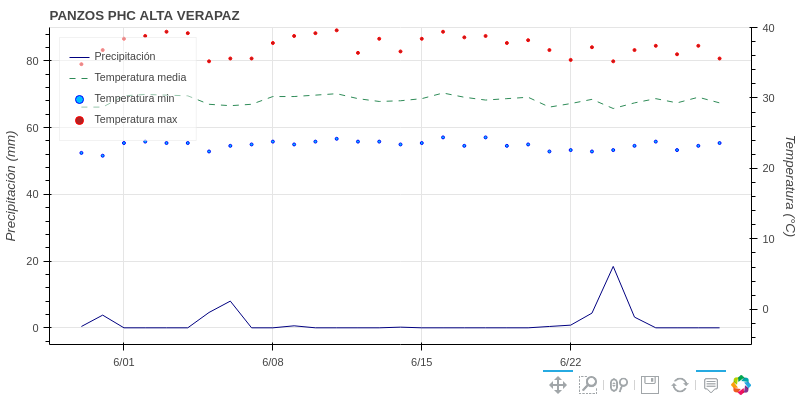 PANZOS PHC ALTA VERAPAZ
Precipitación
Temperatura media
Temperatura min
Temperatura max
Precipitación (mm)
80
60
40
20
0
Temperatura (°C)
40
30
20
10
0
6/01
6/08
6/15
6/22